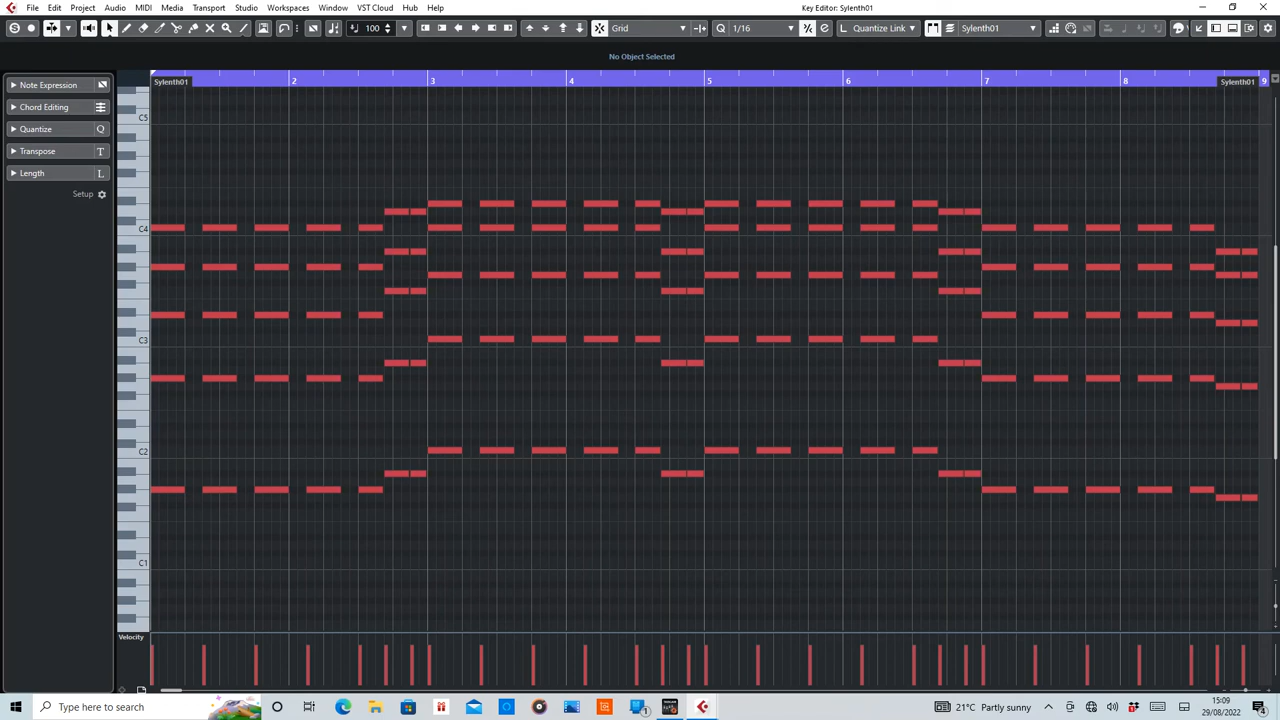 File Edit Project Audio MIDI Media Transport Studio Workspaces Window VST Cloud Hub Help
Key Editor: Sylenth01
100 Grid Q 1/16 Quantize Link Sylenth01
No Object Selected
2 3 4 5 6 7 8 9
Sylenth01 Sylenth01
Note Expression
Chord Editing
Quantize Q
Transpose T
Length L
Setup
C5
C4
C3
C2
C1
Velocity
Type here to search
21°C Partly sunny
15:09
29/08/2022